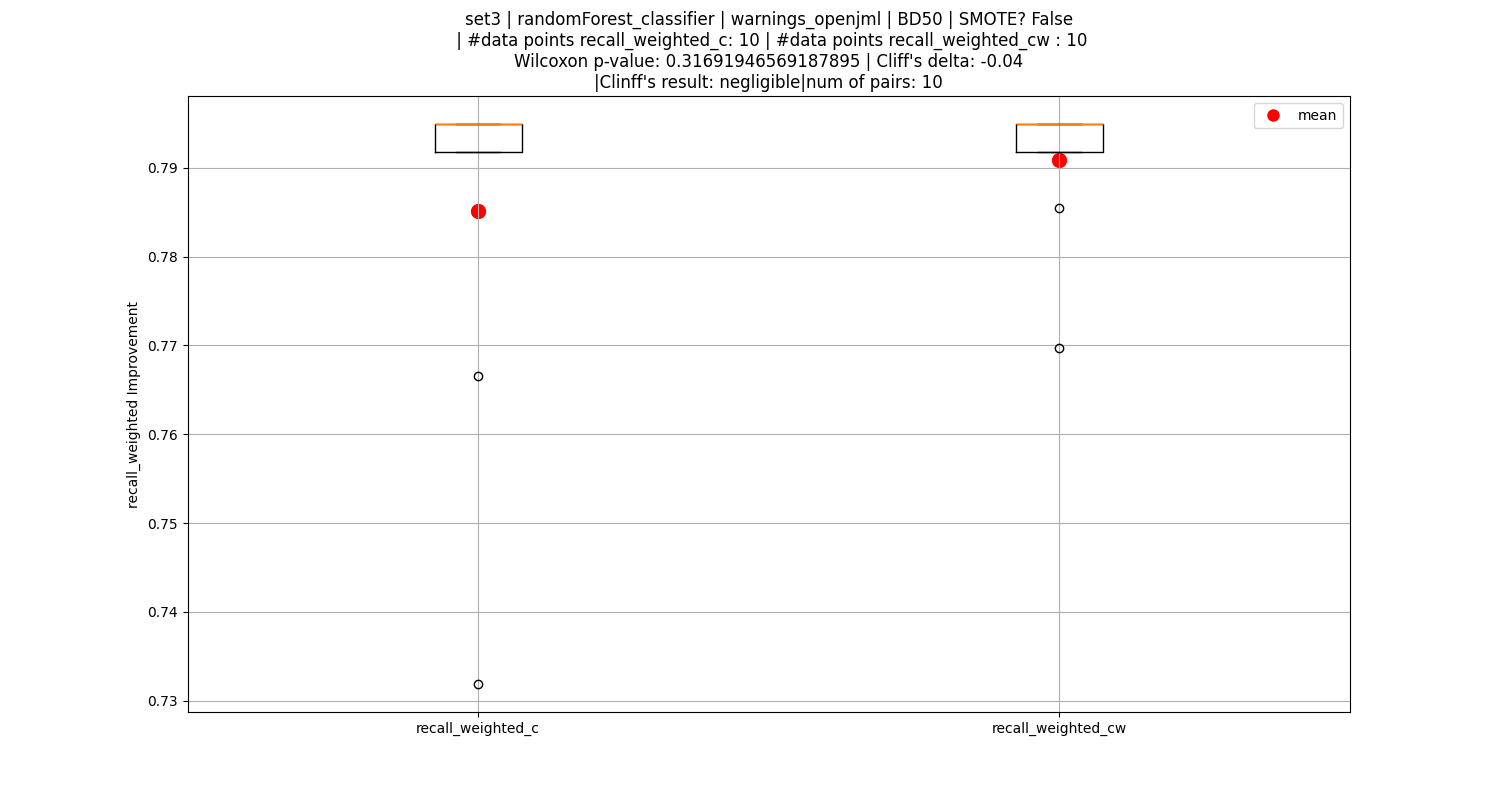 set3 | randomForest_classifier | warnings_openjml | BD50 | SMOTE? False
| #data points recall_weighted_c: 10 | #data points recall_weighted_cw : 10
Wilcoxon p-value: 0.31691946569187895 | Cliff's delta: -0.04
|Clinff's result: negligible|num of pairs: 10
mean
0.79
0.78
0.77
0.76
0.75
0.74
0.73
recall_weighted Improvement
recall_weighted_c
recall_weighted_cw